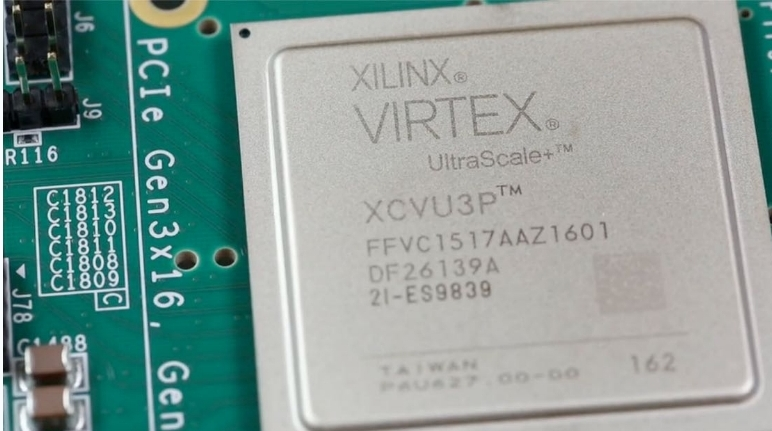 J6
J9
R116
C1812
C1813
C1810
C1811
C1808
C1809
C
J78
PCIe Gen3x16, Gen
XILINX®
VIRTEX®
UltraScale+™
XCVU3P™
FFVC1517AAZ1601
DF26139A
2I-ES9839
TAIWAN
162